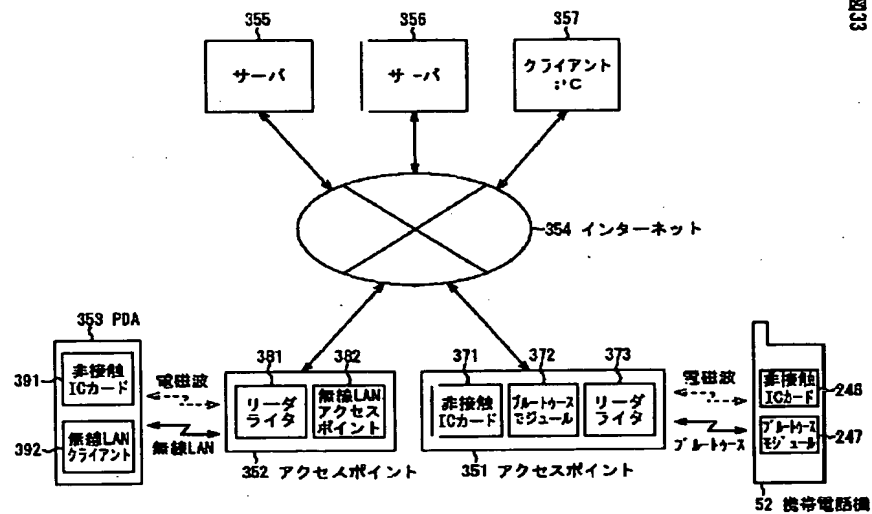 図33
355
356
357
サーバ
サーバ
クライアント
PC
354 インターネット
353 PDA
391
非接触
ICカード
392
無線LAN
クライアント
電磁波
無線LAN
381
382
リーダ
ライタ
無線LAN
アクセス
ポイント
352 アクセスポイント
371
372
373
非接触
ICカード
ブルートゥース
モジュール
リーダ
ライタ
351 アクセスポイント
電磁波
ブルートゥース
非接触
ICカード
246
ブルートゥース
モジュール
247
52 携帯電話機